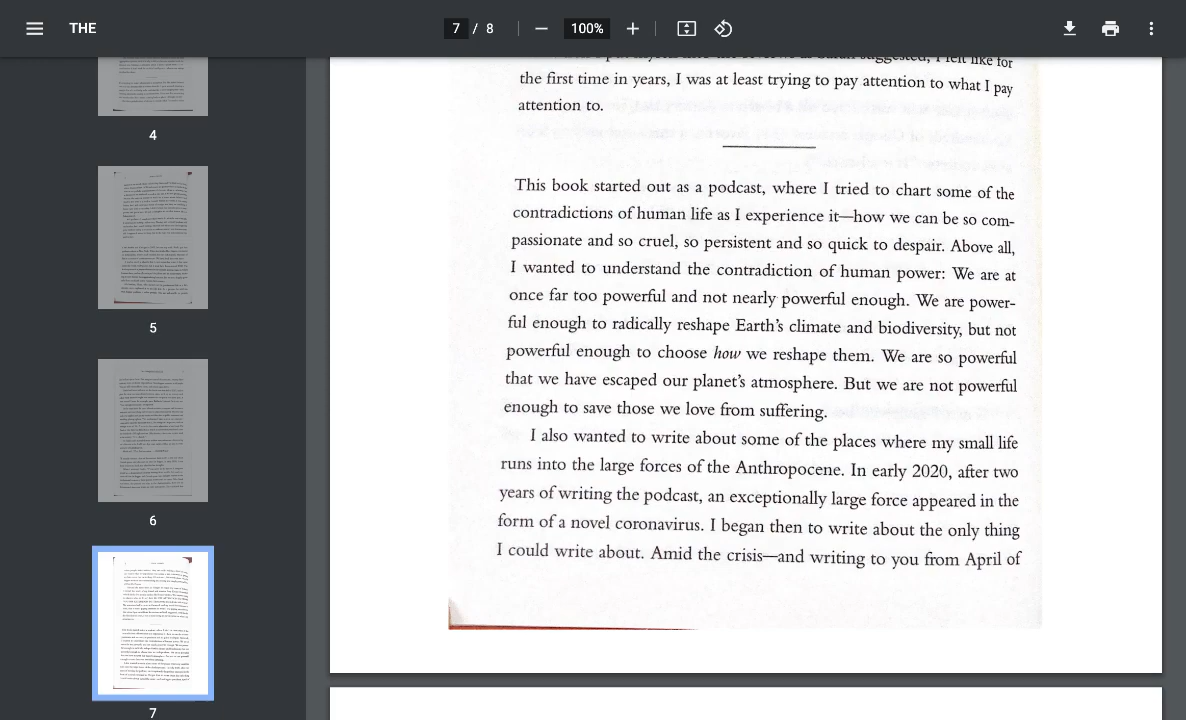 THE
7 / 8
100%
4
5
6
7
suggested, I felt like for
the first time in years, I was at least trying to pay attention to what I pay
attention to.
This book started out as a podcast, where I tried to chart some of the
contradictions of human life as I experience it—how we can be so com-
passionate and so cruel, so persistent and so quick to despair. Above all,
I wanted to understand the contradiction of human power: We are at
once far too powerful and not nearly powerful enough. We are power-
ful enough to radically reshape Earth's climate and biodiversity, but not
powerful enough to choose how we reshape them. We are so powerful
that we have escaped our planet's atmosphere. But we are not powerful
enough to save those we love from suffering.
I also wanted to write about some of the places where my small life
runs into the large forces of the Anthropocene. In early 2020, after two
years of writing the podcast, an exceptionally large force appeared in the
form of a novel coronavirus. I began then to write about the only thing
I could write about. Amid the crisis—and writing to you from April of